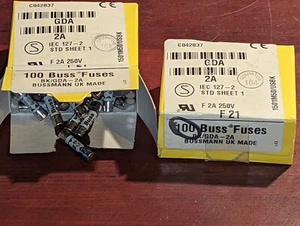 C042837
GDA
2A
IEC 127-2
STD SHEET 1
F 2A 250V
100 Buss Fuses
BK/GDA-2A
BUSSMANN UK MADE
C042837
GDA
2A
IEC 127-2
STD SHEET 1
F 2A 250V
F 21
100 Buss Fuses
BK/GDA-2A
BUSSMANN UK MADE